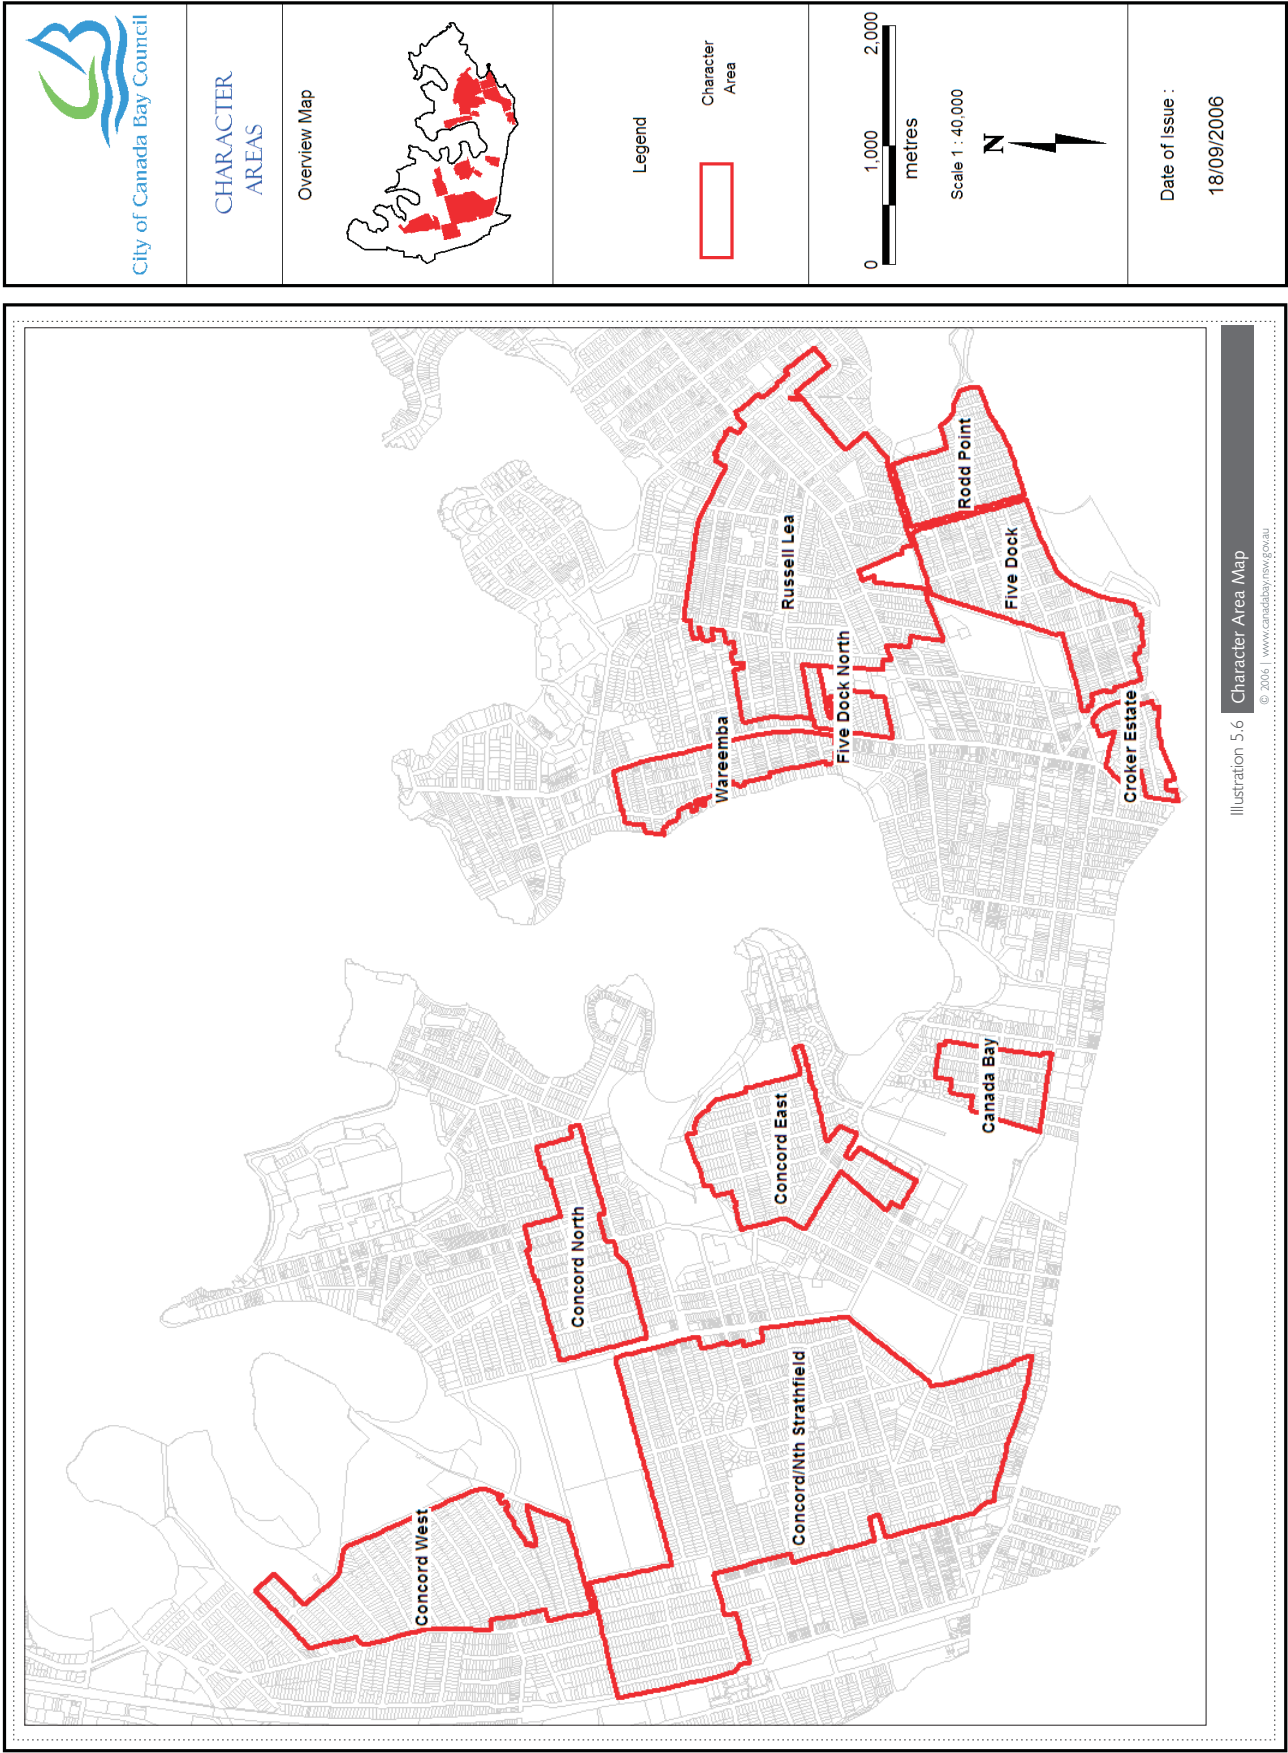 City of Canada Bay Council
CHARACTER
AREAS
Overview Map
Legend
Character
Area
0
1,000
2,000
metres
Scale 1 : 40,000
N
Date of Issue :
18/09/2006
Concord West
Concord North
Concord/Nth Strathfield
Concord East
Canada Bay
Wareemba
Russell Lea
Five Dock North
Rodd Point
Five Dock
Croker Estate
Illustration 5.6 Character Area Map
© 2006 | www.canadabay.nsw.gov.au